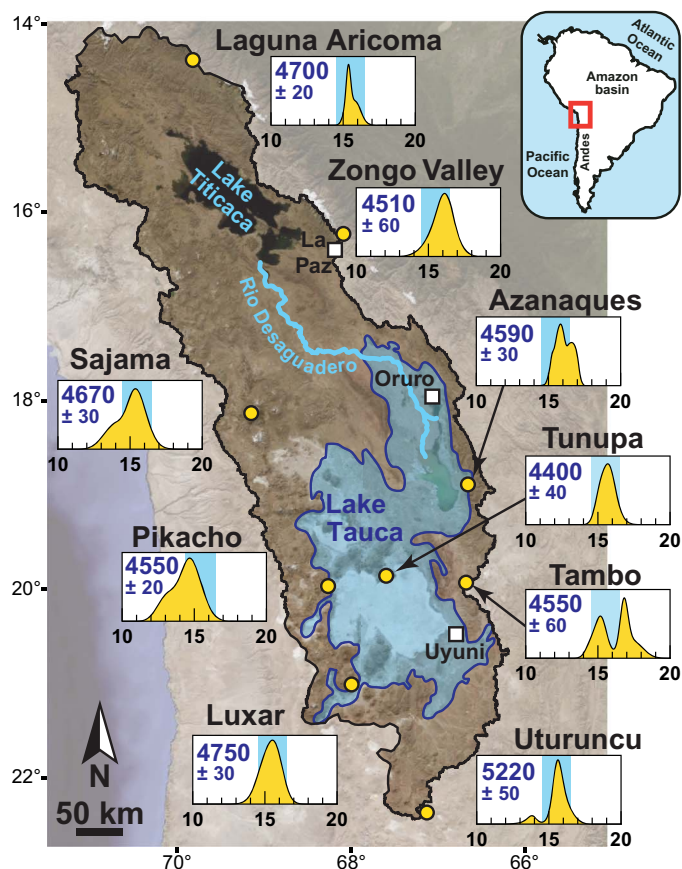 14°
16°
18°
20°
22°
70°
68°
66°
Laguna Aricoma
4700
± 20
10 15 20
Atlantic
Ocean
Amazon
basin
Pacific
Ocean
Andes
Lake
Titicaca
Zongo Valley
4510
± 60
10 15 20
La
Paz
Rio Desaguadero
Azanaques
4590
± 30
10 15 20
Sajama
4670
± 30
10 15 20
Oruro
Tunupa
4400
± 40
10 15 20
Lake
Tauca
Pikacho
4550
± 20
10 15 20
Tambo
4550
± 60
10 15 20
Uyuni
Luxar
4750
± 30
10 15 20
Uturuncu
5220
± 50
10 15 20
N
50 km